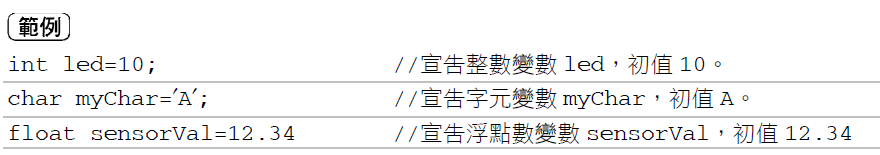 範例
int led=10; //宣告整數變數 led，初值 10。
char myChar=′A′; //宣告字元變數 myChar，初值 A。
float sensorVal=12.34 //宣告浮點數變數 sensorVal，初值 12.34